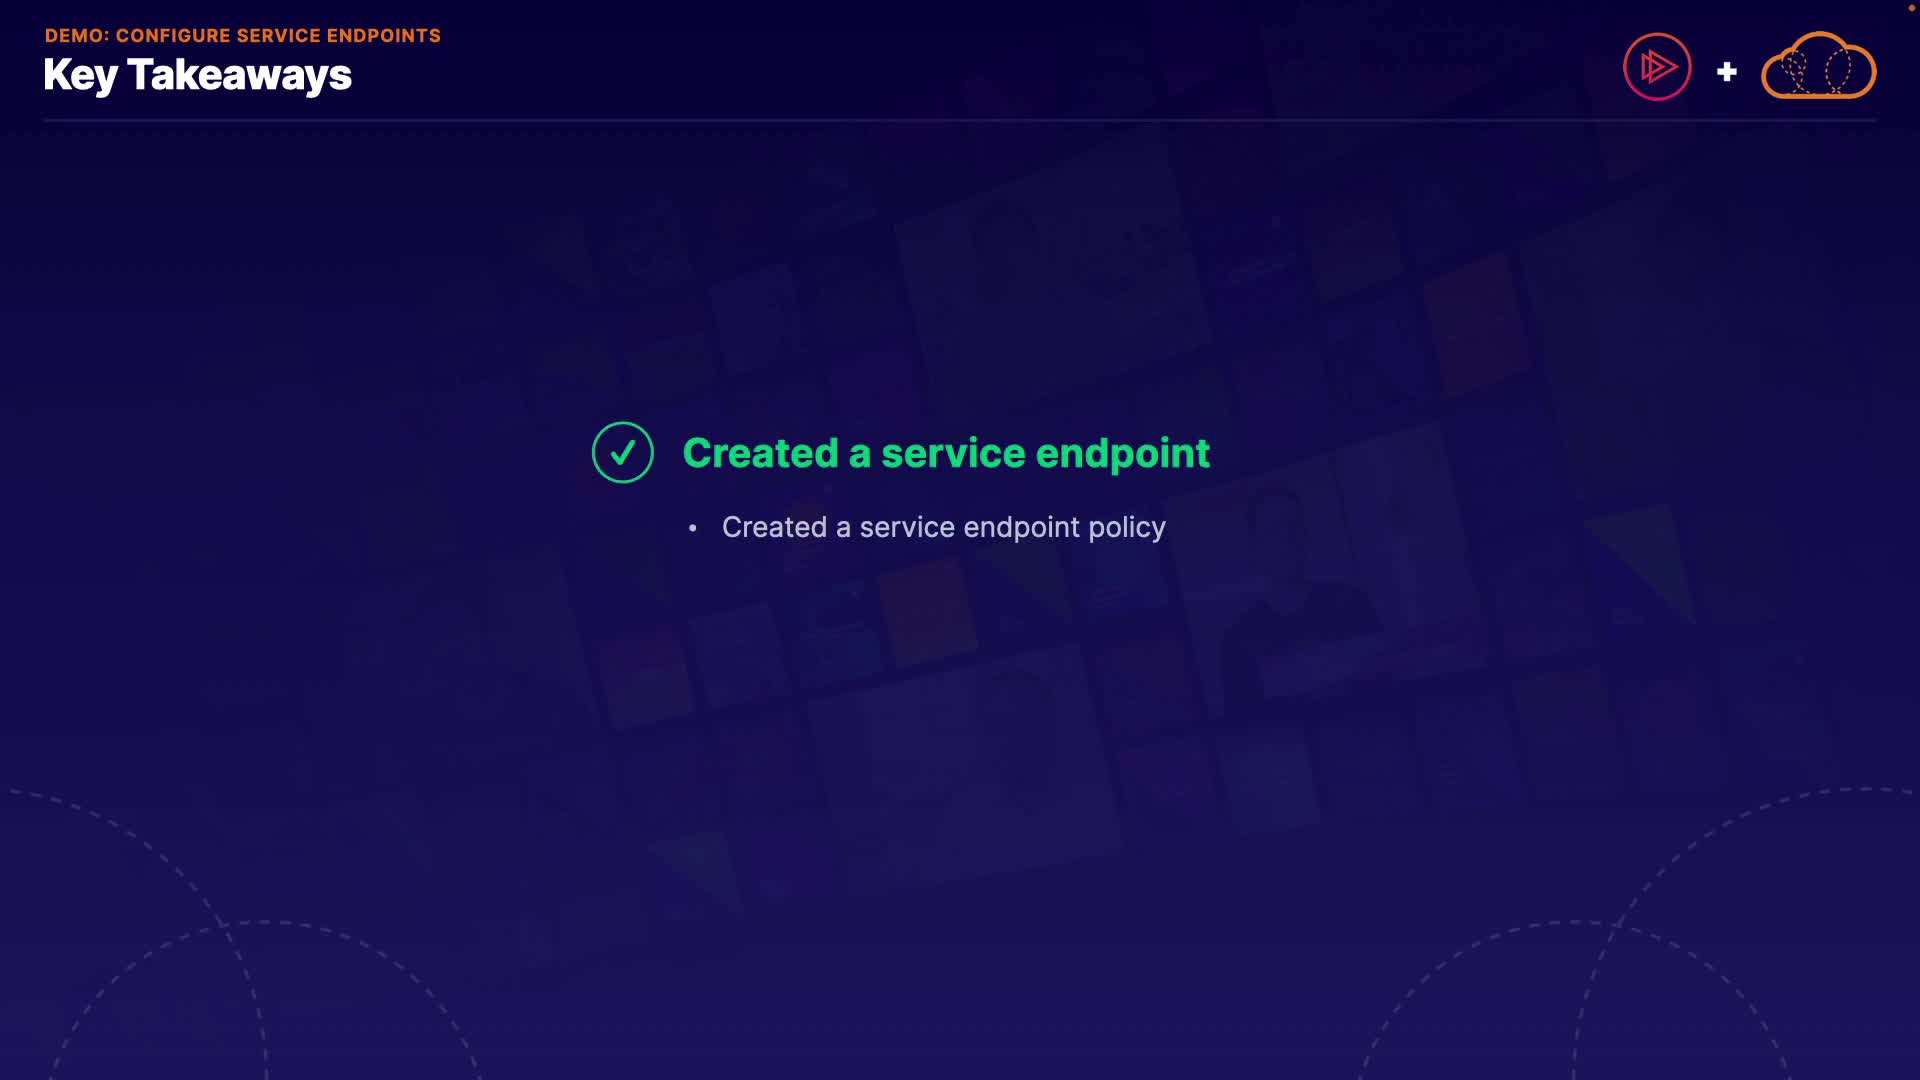 DEMO: CONFIGURE SERVICE ENDPOINTS
Key Takeaways
Created a service endpoint
• Created a service endpoint policy